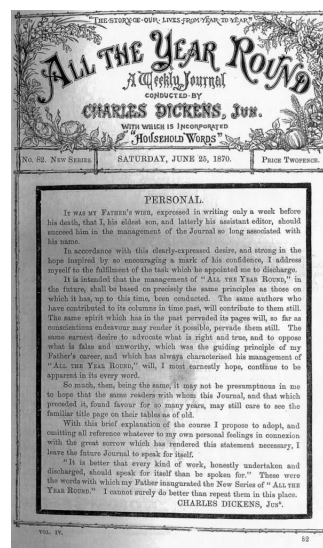 "THE·STORY·OF·OUR·LIVES·FROM·YEAR·TO·YEAR."
ALL THE YEAR ROUND
A Weekly Journal
CONDUCTED·BY
CHARLES DICKENS, JUN.
WITH WHICH IS INCORPORATED
"HOUSEHOLD WORDS"
No. 82. NEW SERIES
SATURDAY, JUNE 25, 1870.
PRICE TWOPENCE.
PERSONAL.
IT WAS MY FATHER'S WISH, expressed in writing only a week before
his death, that I, his eldest son, and latterly his assistant editor, should
succeed him in the management of the Journal so long associated with
his name.
In accordance with this clearly-expressed desire, and strong in the
hope inspired by so encouraging a mark of his confidence, I address
myself to the fulfilment of the task which he appointed me to discharge.
It is intended that the management of "ALL THE YEAR ROUND," in
the future, shall be based on precisely the same principles as those on
which it has, up to this time, been conducted. The same authors who
have contributed to its columns in time past, will contribute to them still.
The same spirit which has in the past pervaded its pages will, so far as
conscientious endeavour may render it possible, pervade them still. The
same earnest desire to advocate what is right and true, and to oppose
what is false and unworthy, which was the guiding principle of my
Father's career, and which has always characterised his management of
"ALL THE YEAR ROUND," will, I most earnestly hope, continue to be
apparent in its every word.
So much, then, being the same, it may not be presumptuous in me
to hope that the same readers with whom this Journal, and that which
preceded it, found favour for so many years, may still care to see the
familiar title page on their tables as of old.
With this brief explanation of the course I propose to adopt, and
omitting all reference whatever to my own personal feelings in connexion
with the great sorrow which has rendered this statement necessary, I
leave the future Journal to speak for itself.
"It is better that every kind of work, honestly undertaken and
discharged, should speak for itself than be spoken for." These were
the words with which my Father inaugurated the New Series of "ALL THE
YEAR ROUND." I cannot surely do better than repeat them in this place.
CHARLES DICKENS, JUNR.
VOL. IV.
82